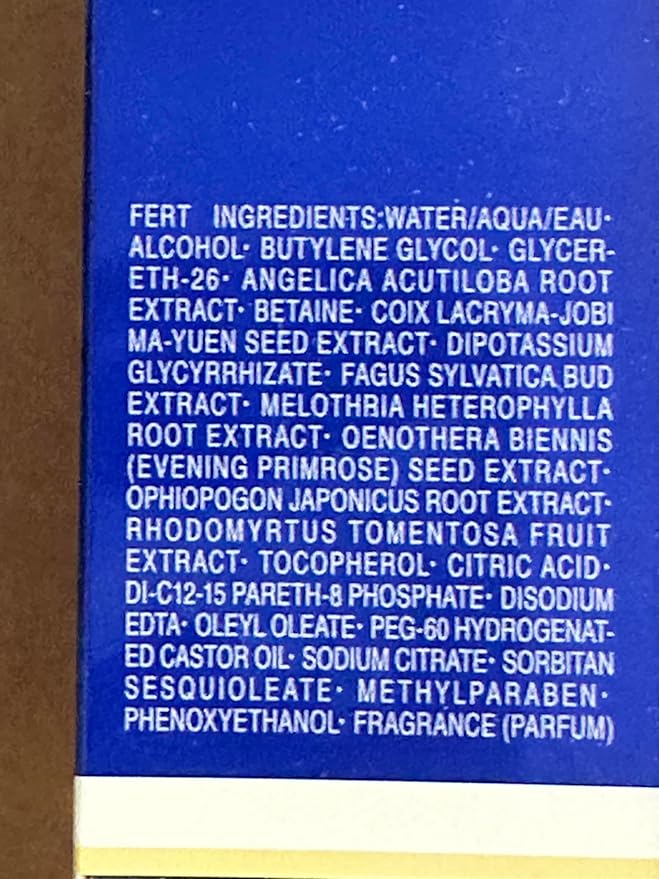 FERT INGREDIENTS:WATER/AQUA/EAU·
ALCOHOL· BUTYLENE GLYCOL· GLYCER-
ETH-26· ANGELICA ACUTILOBA ROOT
EXTRACT· BETAINE· COIX LACRYMA-JOBI
MA-YUEN SEED EXTRACT· DIPOTASSIUM
GLYCYRRHIZATE· FAGUS SYLVATICA BUD
EXTRACT· MELOTHRIA HETEROPHYLLA
ROOT EXTRACT· OENOTHERA BIENNIS
(EVENING PRIMROSE) SEED EXTRACT·
OPHIOPOGON JAPONICUS ROOT EXTRACT·
RHODOMYRTUS TOMENTOSA FRUIT
EXTRACT· TOCOPHEROL· CITRIC ACID·
DI-C12-15 PARETH-8 PHOSPHATE· DISODIUM
EDTA· OLEYL OLEATE· PEG-60 HYDROGENAT-
ED CASTOR OIL· SODIUM CITRATE· SORBITAN
SESQUIOLEATE· METHYLPARABEN·
PHENOXYETHANOL· FRAGRANCE (PARFUM)